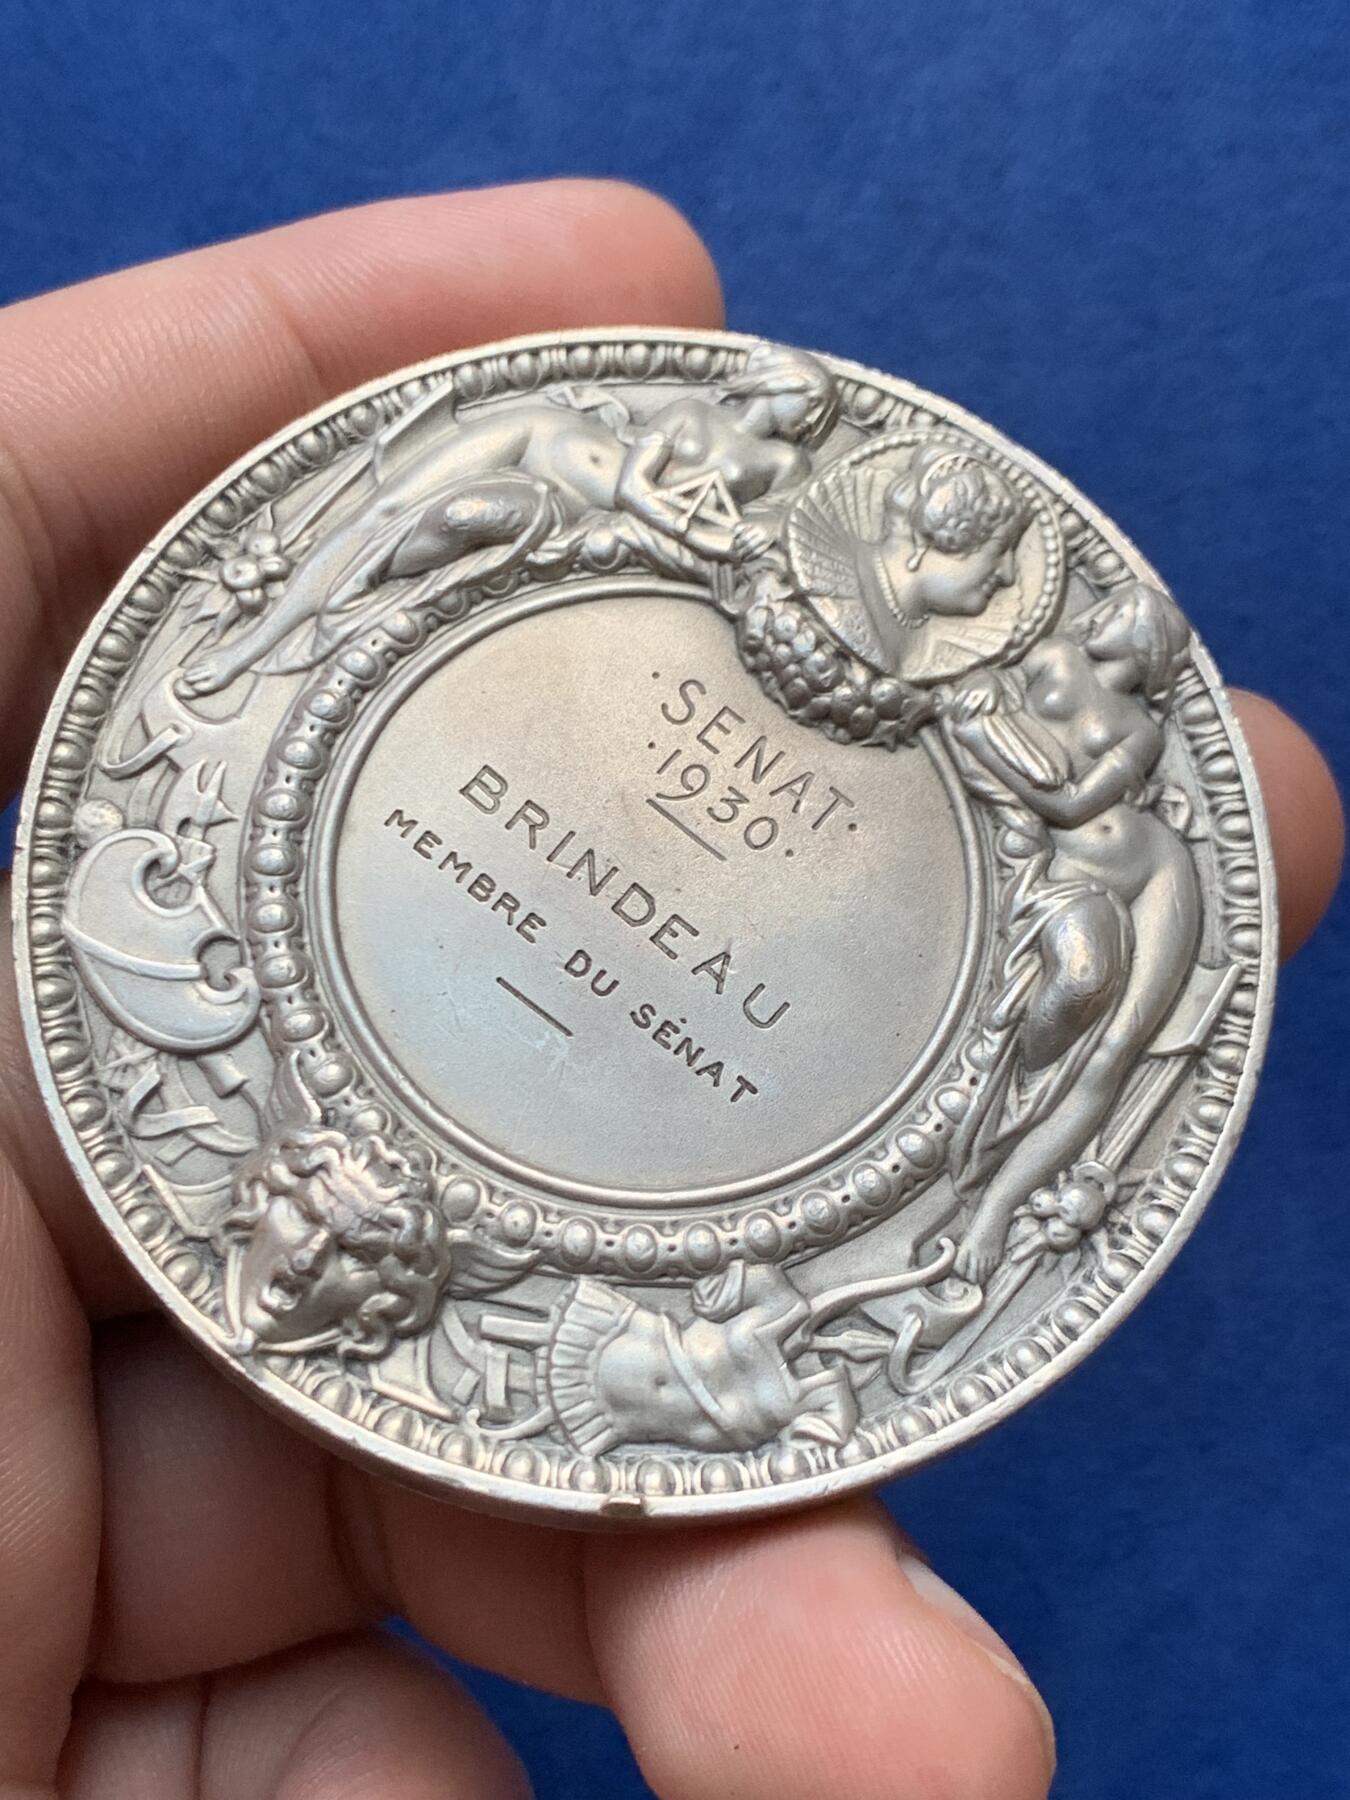 ·SENAT·
·1930·
BRINDEAU
MEMBRE DU SÉNAT